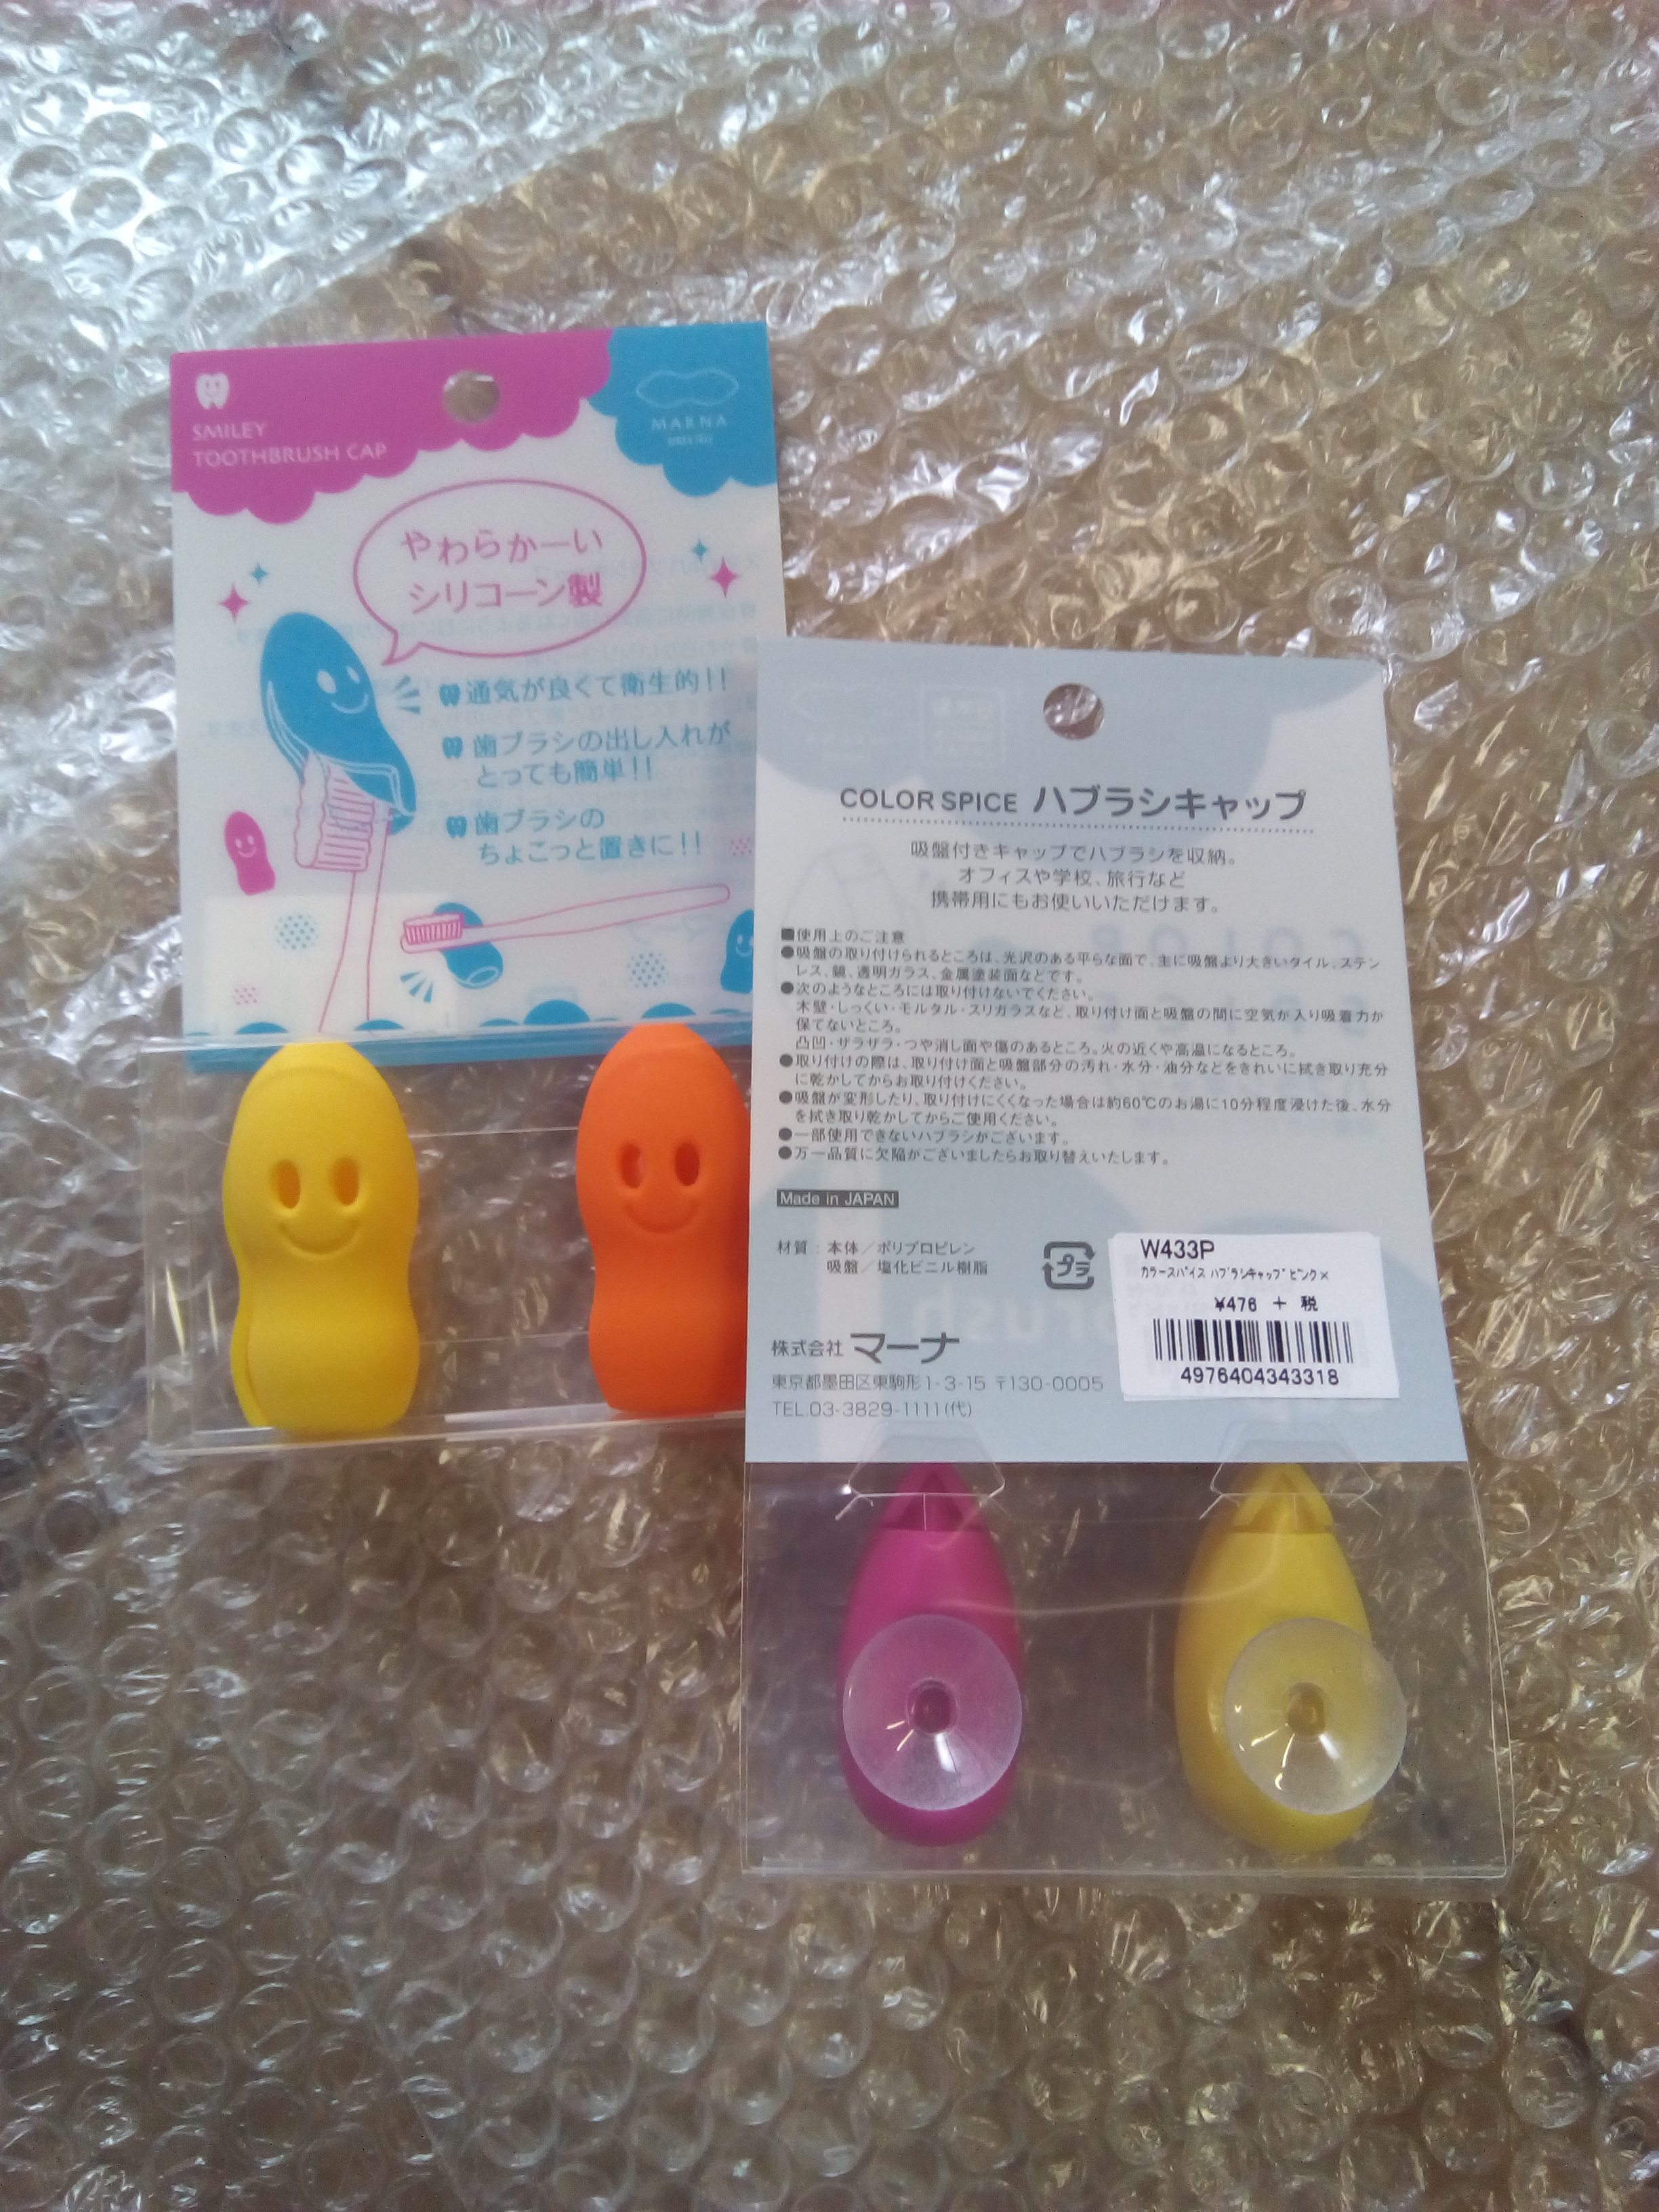 SMILEY
TOOTHBRUSH CAP
MARNA
やわらかーい
シリコーン製
通気が良くて衛生的!!
歯ブラシの出し入れが
とっても簡単!!
歯ブラシの
ちょこっと置きに!!
COLOR SPICE ハブラシキャップ
吸盤付きキャップでハブラシを収納。
オフィスや学校、旅行など
携帯用にもお使いいただけます。
■使用上のご注意
●吸盤の取り付けられるところは、光沢のある平らな面で、主に吸盤より大きいタイル、ステン
レス、鏡、透明ガラス、金属塗装面などです。
●次のようなところには取り付けないでください。
木壁・しっくい・モルタル・スリガラスなど、取り付け面と吸盤の間に空気が入り吸着力が
保てないところ。
凸凹・ザラザラ・つや消し面や傷のあるところ。火の近くや高温になるところ。
●取り付けの際は、取り付け面と吸盤部分の汚れ・水分・油分などをきれいに拭き取り充分
に乾かしてからお取り付けください。
●吸盤が変形したり、取り付けにくくなった場合は約60℃のお湯に10分程度浸けた後、水分
を拭き取り乾かしてからご使用ください。
●一部使用できないハブラシがございます。
●万一品質に欠陥がございましたらお取り替えいたします。
Made in JAPAN
材質:本体/ポリプロピレン
吸盤/塩化ビニル樹脂
プラ
W433P
カラースパイス ハブラシキャップ ピンク×
¥476 + 税
4976404343318
株式会社 マーナ
東京都墨田区東駒形1-3-15 〒130-0005
TEL.03-3829-1111(代)